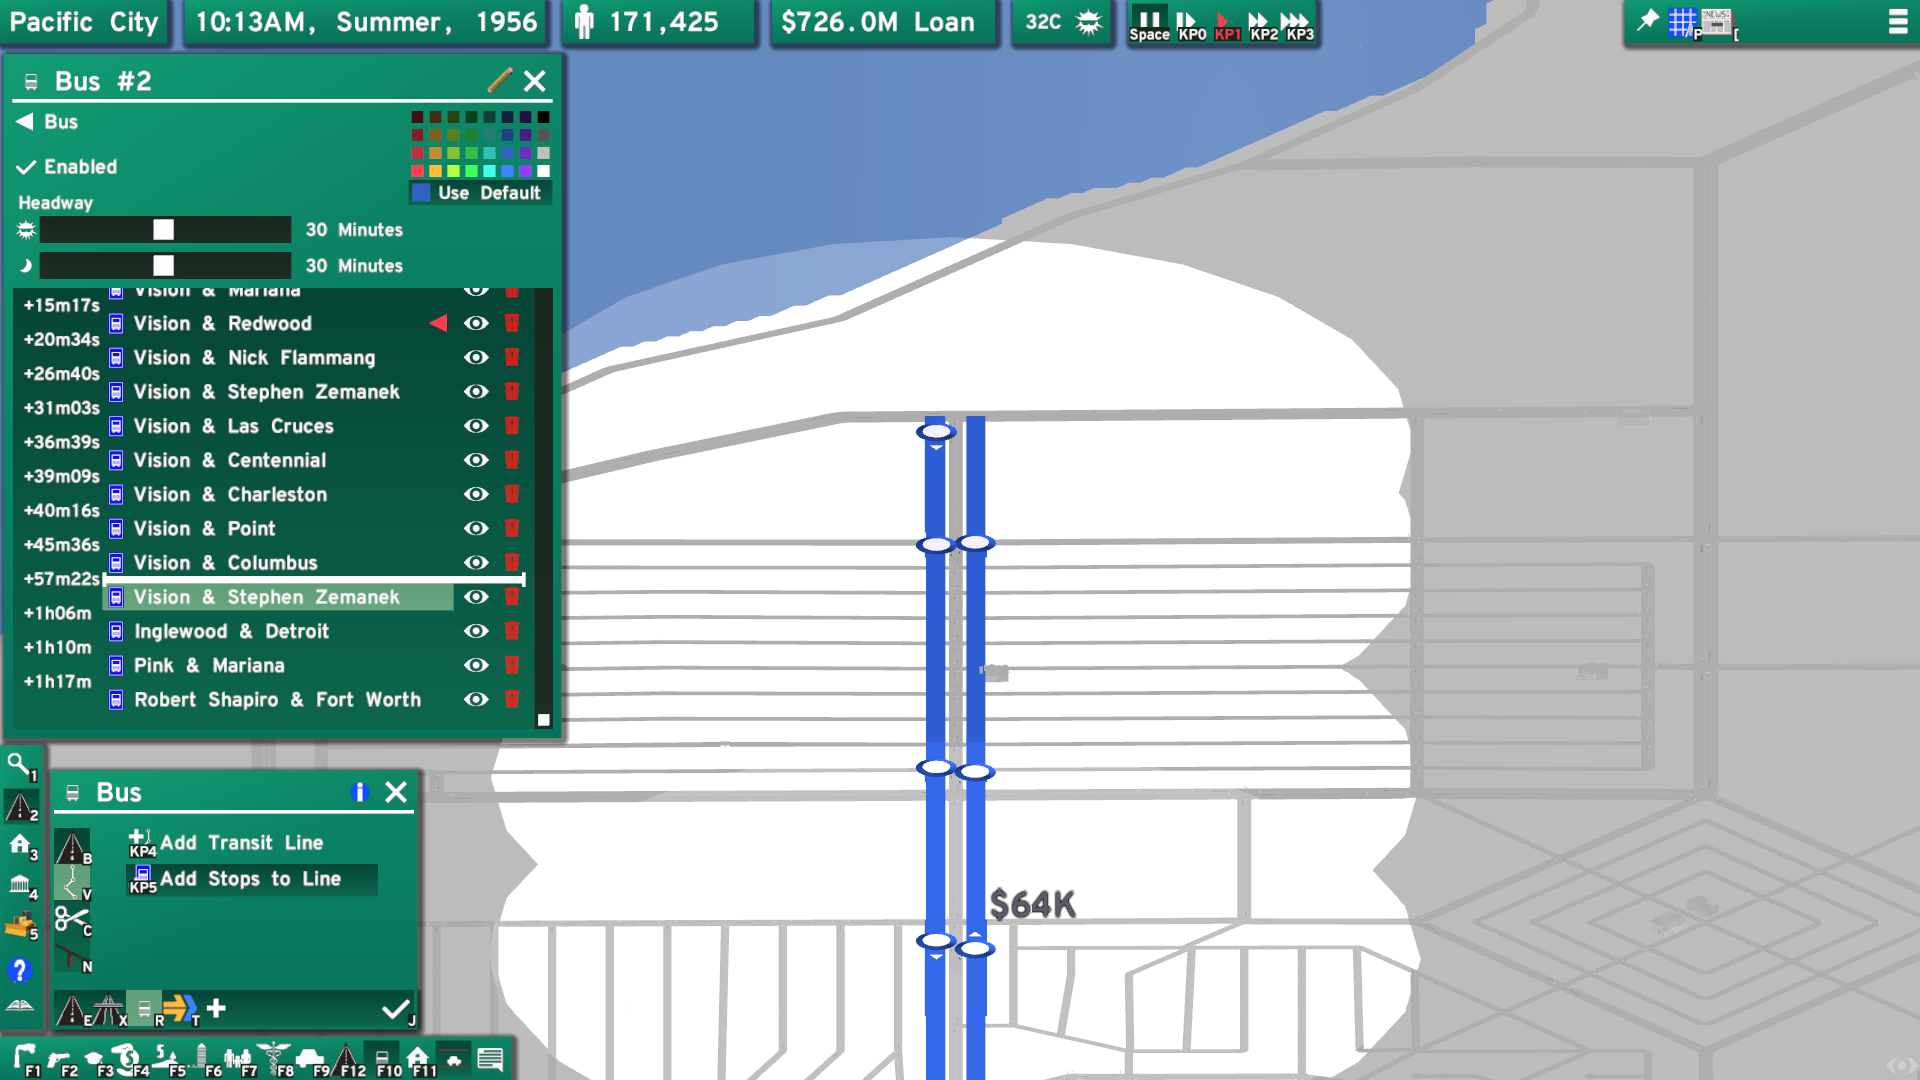 Pacific City
10:13AM, Summer, 1956
171,425
$726.0M Loan
32C
Space
KP0
KP1
KP2
KP3
P
NEWS
[
Bus #2
Bus
Enabled
Use Default
Headway
30 Minutes
30 Minutes
Vision & Mariana
+15m17s
Vision & Redwood
+20m34s
Vision & Nick Flammang
+26m40s
Vision & Stephen Zemanek
+31m03s
Vision & Las Cruces
+36m39s
Vision & Centennial
+39m09s
Vision & Charleston
+40m16s
Vision & Point
+45m36s
Vision & Columbus
+57m22s
Vision & Stephen Zemanek
+1h06m
Inglewood & Detroit
+1h10m
Pink & Mariana
+1h17m
Robert Shapiro & Fort Worth
1
2
3
4
5
Bus
B
V
C
N
KP4 Add Transit Line
KP5 Add Stops to Line
E
X
R
T
J
$64K
F1
F2
F3
F4
F5
F6
F7
F8
F9
F12
F10
F11